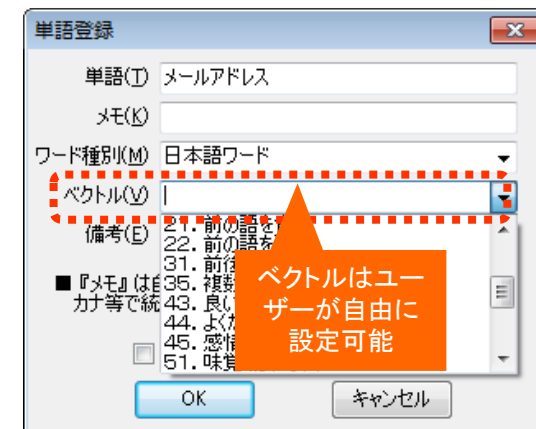 単語登録
単語(T) メールアドレス
メモ(K)
ワード種別(M) 日本語ワード
ベクトル(V)
備考(E)
21. 前の語を
22. 前の語を
31. 前後
35. 複数
43. 良(
44. よく
45. 感情
51. 味覚
■『メモ』は
カナ等で統
ベクトルはユー
ザーが自由に
設定可能
OK キャンセル